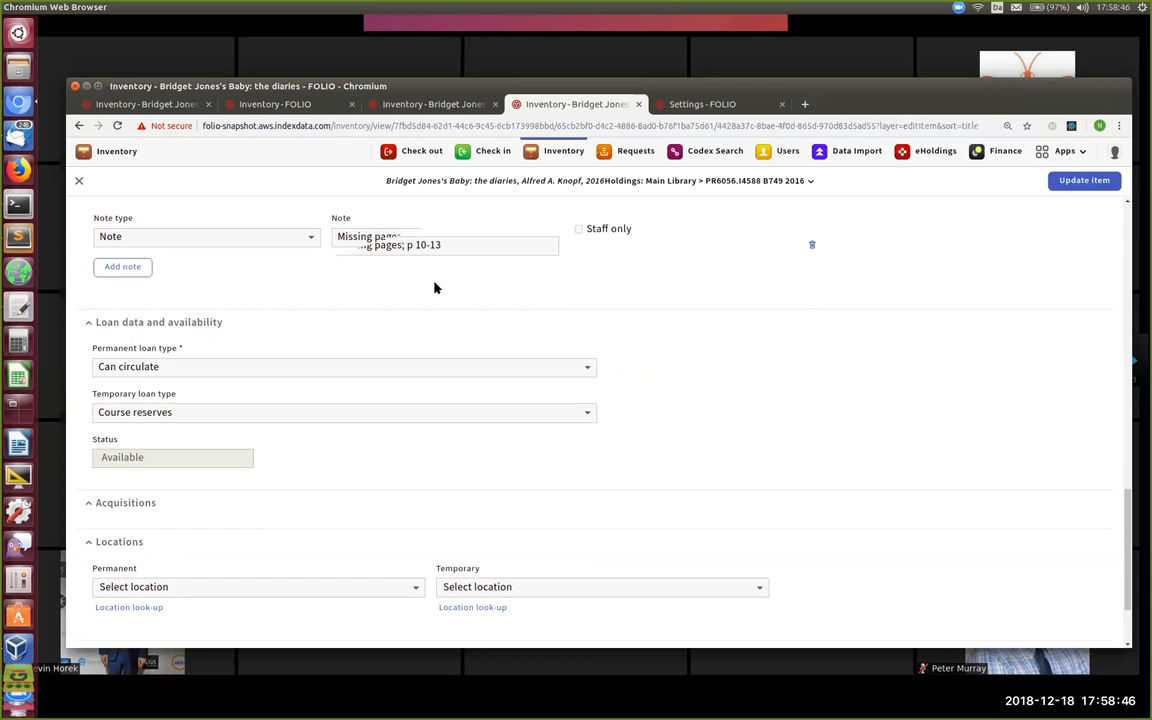 Chromium Web Browser
Da
(97%)
17:58:46
Inventory - Bridget Jones's Baby: the diaries - FOLIO - Chromium
Inventory - Bridget Jones
Inventory - FOLIO
Inventory - Bridget Jone
Inventory - Bridget Jones
Settings - FOLIO
Not secure
folio-snapshot.aws.indexdata.com/inventory/view/7fbd5d84-62d1-44c6-9c45-6cb173998bbd/65cb2bf0-d4c2-4886-8ad0-b76f1ba75d61/4428a37c-8bae-4f0d-865d-970d83d5ad55?layer=editItem&sort=title
N
Inventory
Check out
Check in
Inventory
Requests
Codex Search
Users
Data Import
eHoldings
Finance
Apps
Bridget Jones's Baby: the diaries, Alfred A. Knopf, 2016Holdings: Main Library > PR6056.I4588 B749 2016
Update item
Note type
Note
Staff only
Note
Missing
pages; p 10-13
Add note
Loan data and availability
Permanent loan type *
Can circulate
Temporary loan type
Course reserves
Status
Available
Acquisitions
Locations
Permanent
Temporary
Select location
Select location
Location look-up
Location look-up
Horek
Peter Murray
2018-12-18 17:58:46